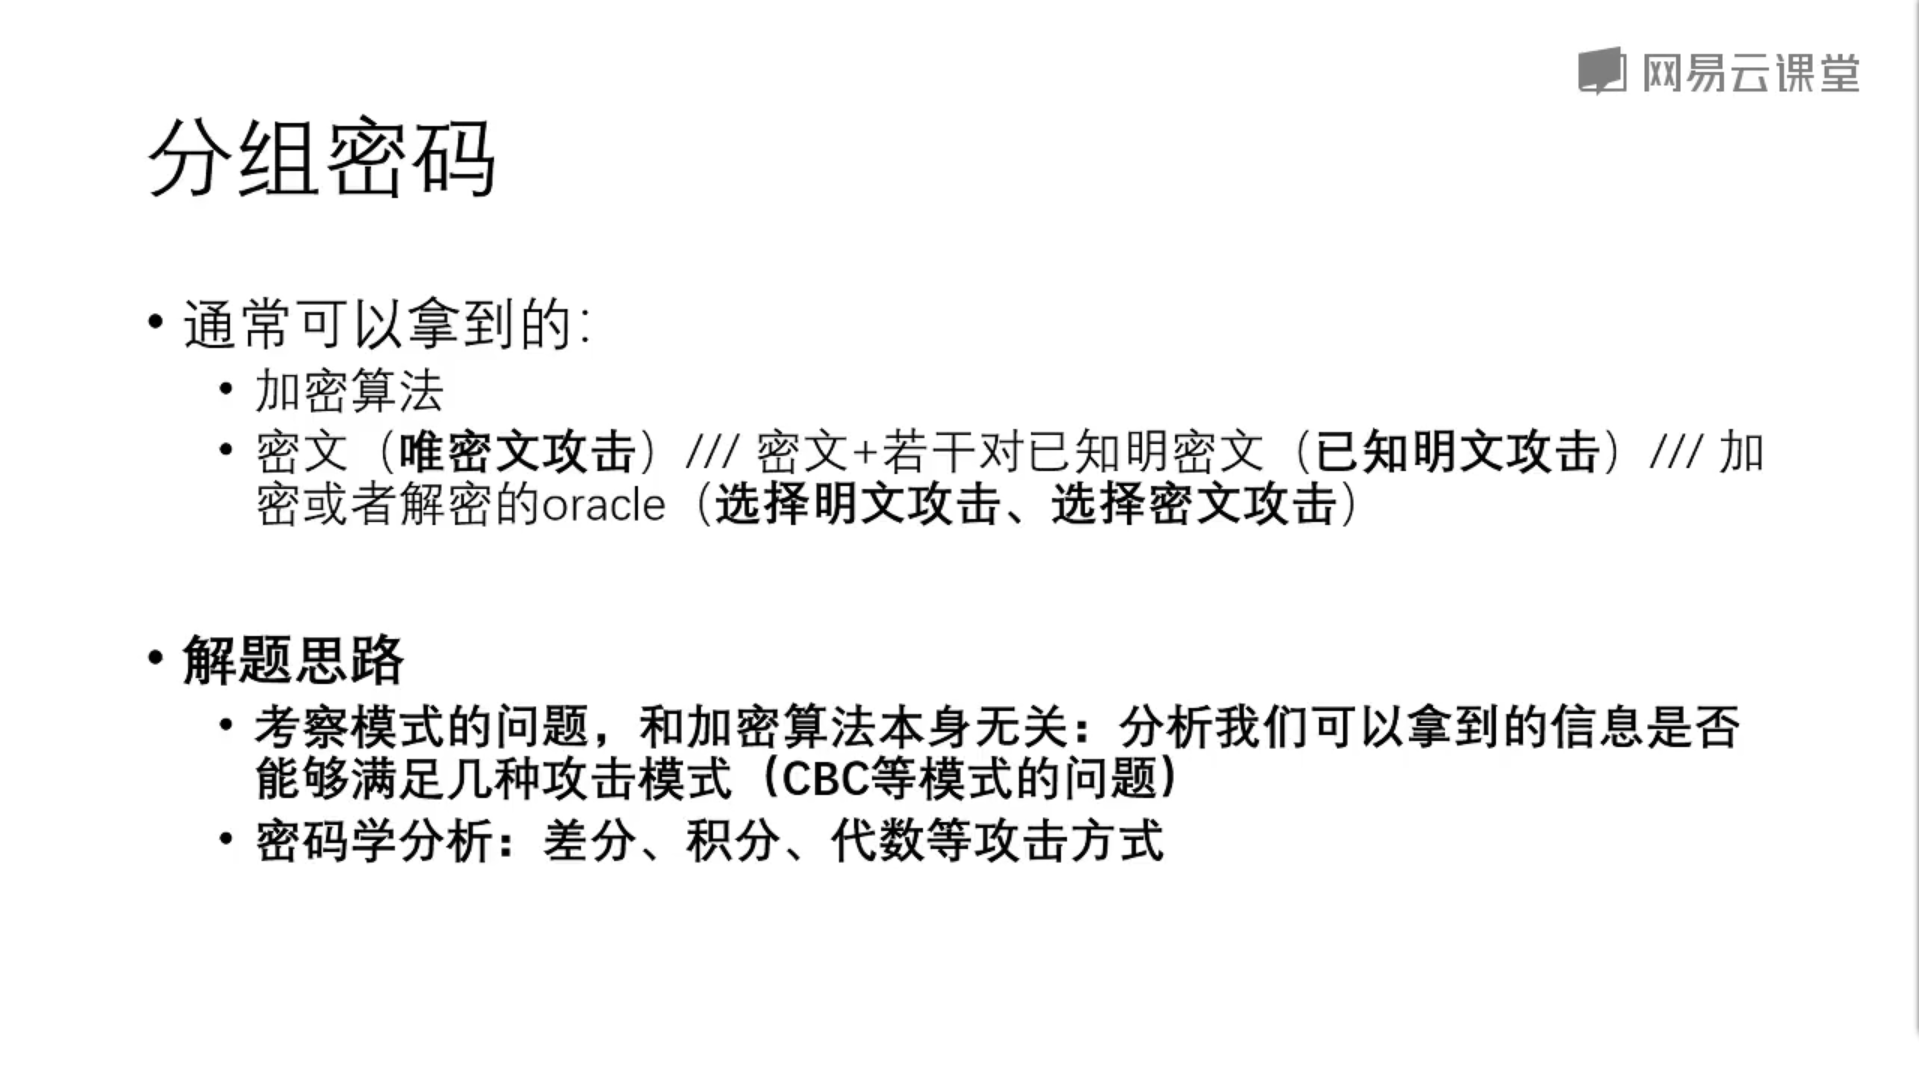 网易云课堂
分组密码
• 通常可以拿到的：
• 加密算法
• 密文（唯密文攻击）/// 密文+若干对已知明密文（已知明文攻击）/// 加
密或者解密的oracle（选择明文攻击、选择密文攻击）
• 解题思路
• 考察模式的问题，和加密算法本身无关：分析我们可以拿到的信息是否
能够满足几种攻击模式（CBC等模式的问题）
• 密码学分析：差分、积分、代数等攻击方式